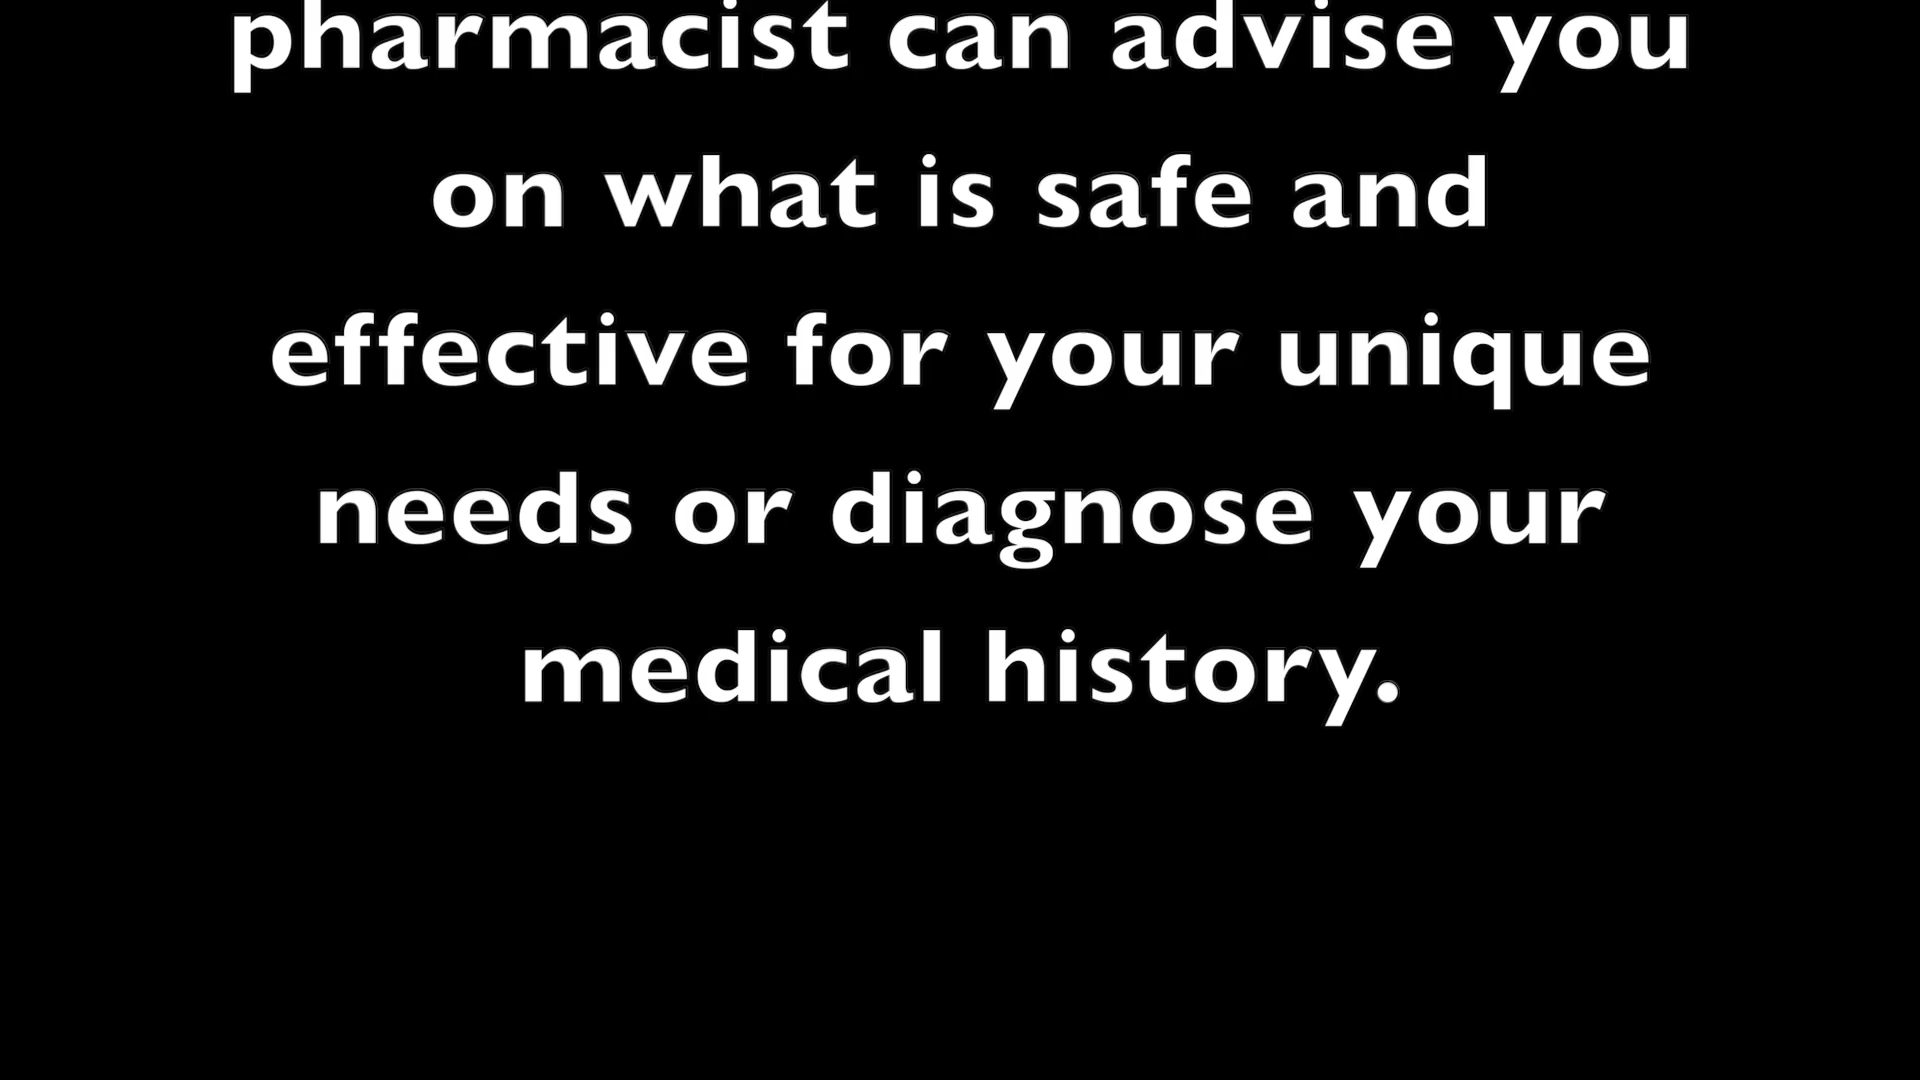 pharmacist can advise you
on what is safe and
effective for your unique
needs or diagnose your
medical history.